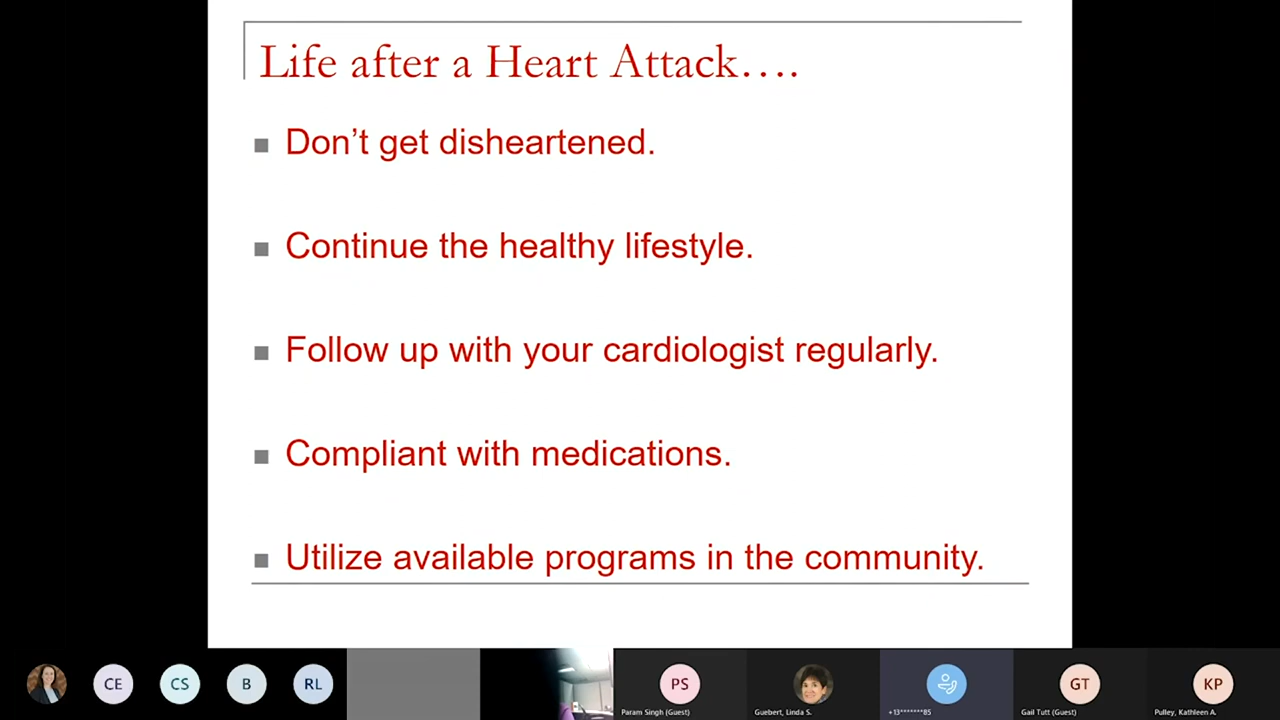 Life after a Heart Attack….
Don’t get disheartened.
Continue the healthy lifestyle.
Follow up with your cardiologist regularly.
Compliant with medications.
Utilize available programs in the community.
CE
CS
B
RL
PS
GT
KP
Param Singh (Guest)
Guebert, Linda S.
+13*******85
Gail Tutt (Guest)
Pulley, Kathleen A.